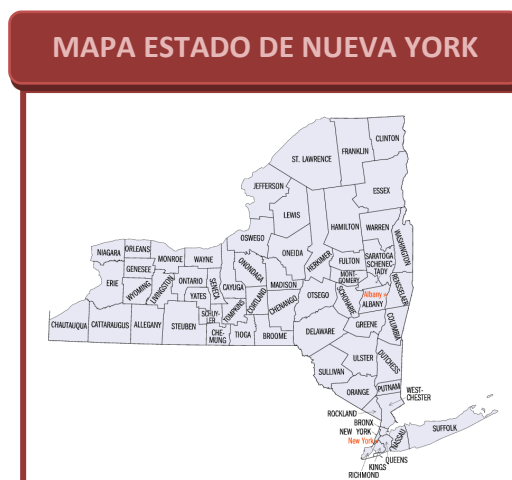 MAPA ESTADO DE NUEVA YORK
CLINTON
FRANKLIN
ST. LAWRENCE
ESSEX
JEFFERSON
LEWIS
HAMILTON
WARREN
WASHINGTON
OSWEGO
ONEIDA
HERKIMER
FULTON
SARATOGA
SCHENEC-
TADY
NIAGARA
ORLEANS
MONROE
WAYNE
ONONDAGA
MONT-
GOMERY
RENSSELAER
GENESEE
ERIE
WYOMING
LIVINGSTON
ONTARIO
SENECA
CAYUGA
MADISON
OTSEGO
SCHOHARIE
Albany
ALBANY
YATES
CORTLAND
CHENANGO
TOMPKINS
SCHUY-
LER
CHAUTAUQUA
CATTARAUGUS
ALLEGANY
STEUBEN
CHE-
MUNG
TIOGA
BROOME
DELAWARE
GREENE
COLUMBIA
ULSTER
DUTCHESS
SULLIVAN
ORANGE
PUTNAM
WEST-
CHESTER
ROCKLAND
BRONX
NEW YORK
New York
NASSAU
SUFFOLK
QUEENS
KINGS
RICHMOND